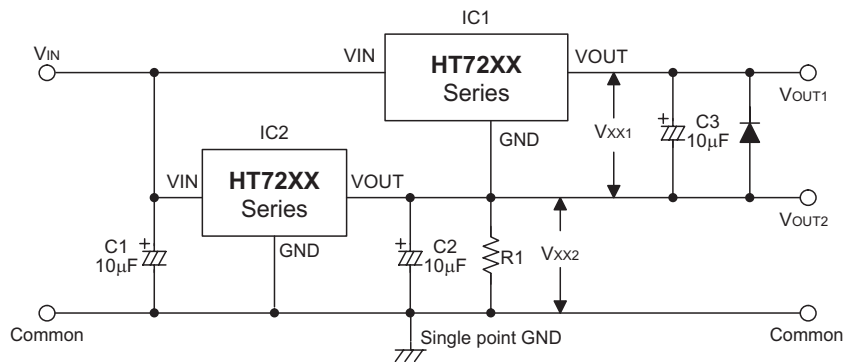 IC1
VIN
VIN
HT72XX
Series
VOUT
VOUT1
GND
VXX1
C3
10μF
+
IC2
VIN
HT72XX
Series
VOUT
GND
VOUT2
C1
10μF
+
C2
10μF
+
R1
VXX2
Common
Single point GND
Common